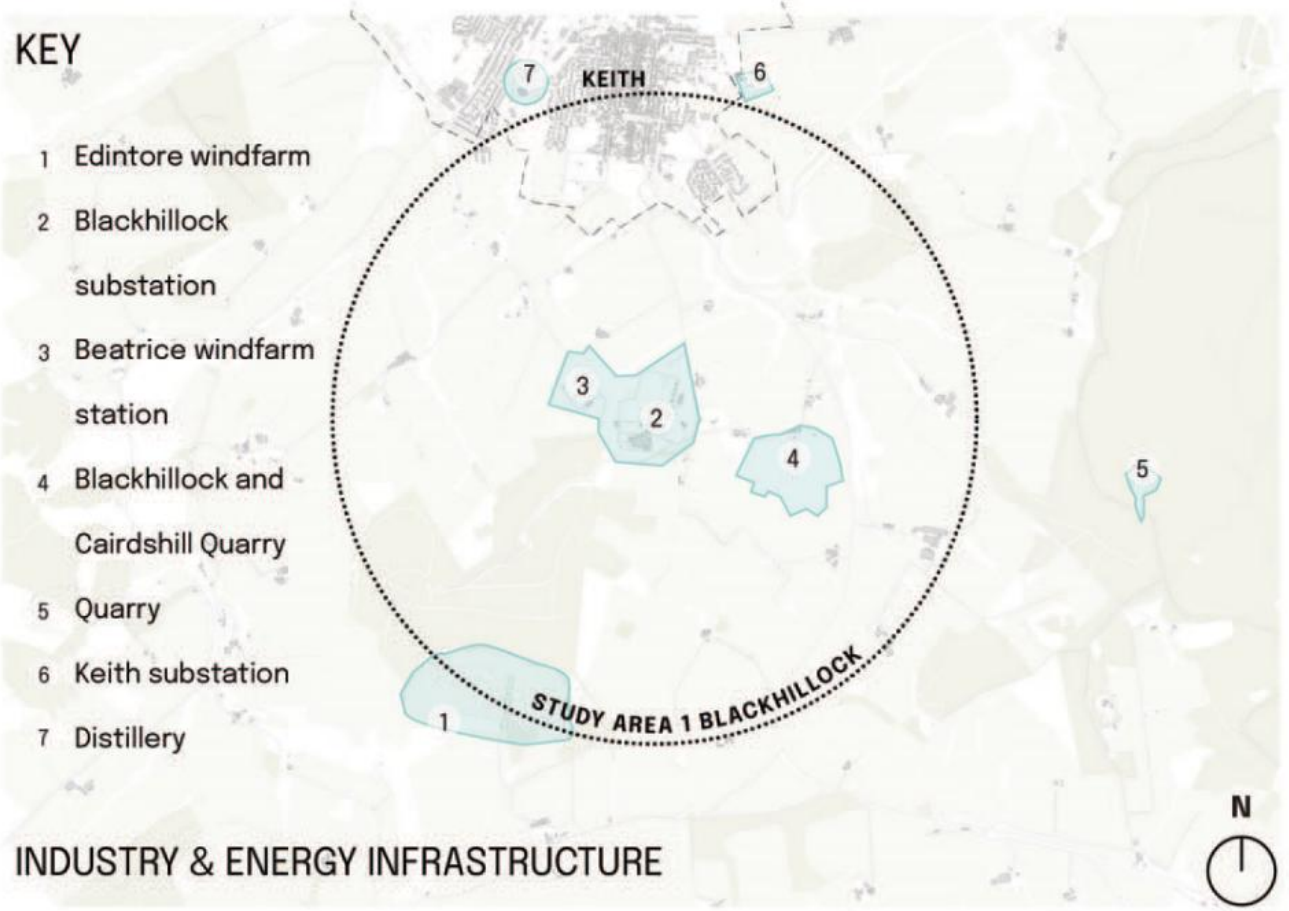 KEY
1 Edintore windfarm
2 Blackhillock
substation
3 Beatrice windfarm
station
4 Blackhillock and
Cairdshill Quarry
5 Quarry
6 Keith substation
7 Distillery
INDUSTRY & ENERGY INFRASTRUCTURE
7
KEITH
6
3
2
4
5
1
STUDY AREA 1 BLACKHILLOCK
N